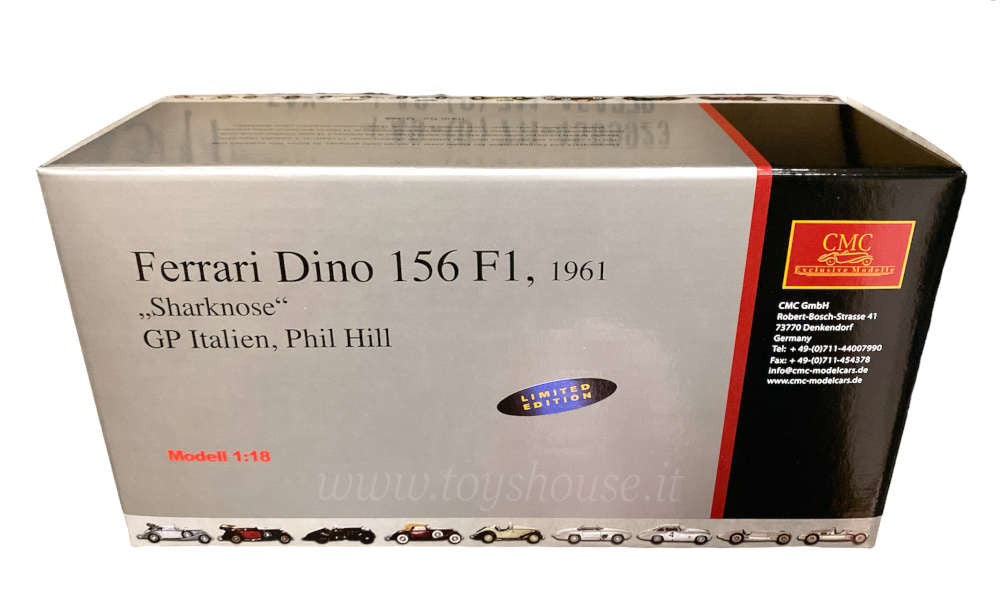 Ferrari Dino 156 F1, 1961
„Sharknose“
GP Italien, Phil Hill
LIMITED
EDITION
Modell 1:18
CMC
Exclusive Modelle
CMC GmbH
Robert-Bosch-Strasse 41
73770 Denkendorf
Germany
Tel: + 49-(0)711-44007990
Fax: + 49-(0)711-454378
info@cmc-modelcars.de
www.cmc-modelcars.de
www.toyshouse.it
4